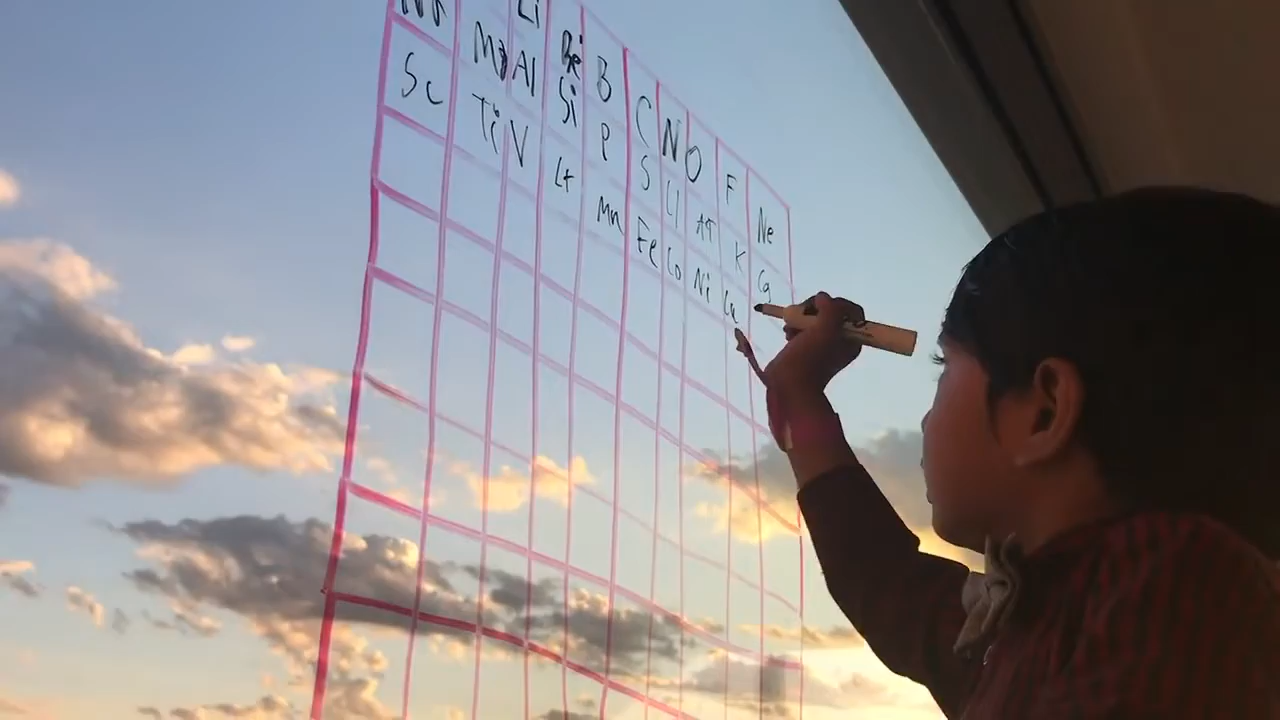 Li Be B C N O F Ne
Mg Al Si P S Cl Ar K Ca
Sc Ti V Cr Mn Fe Co Ni Cu